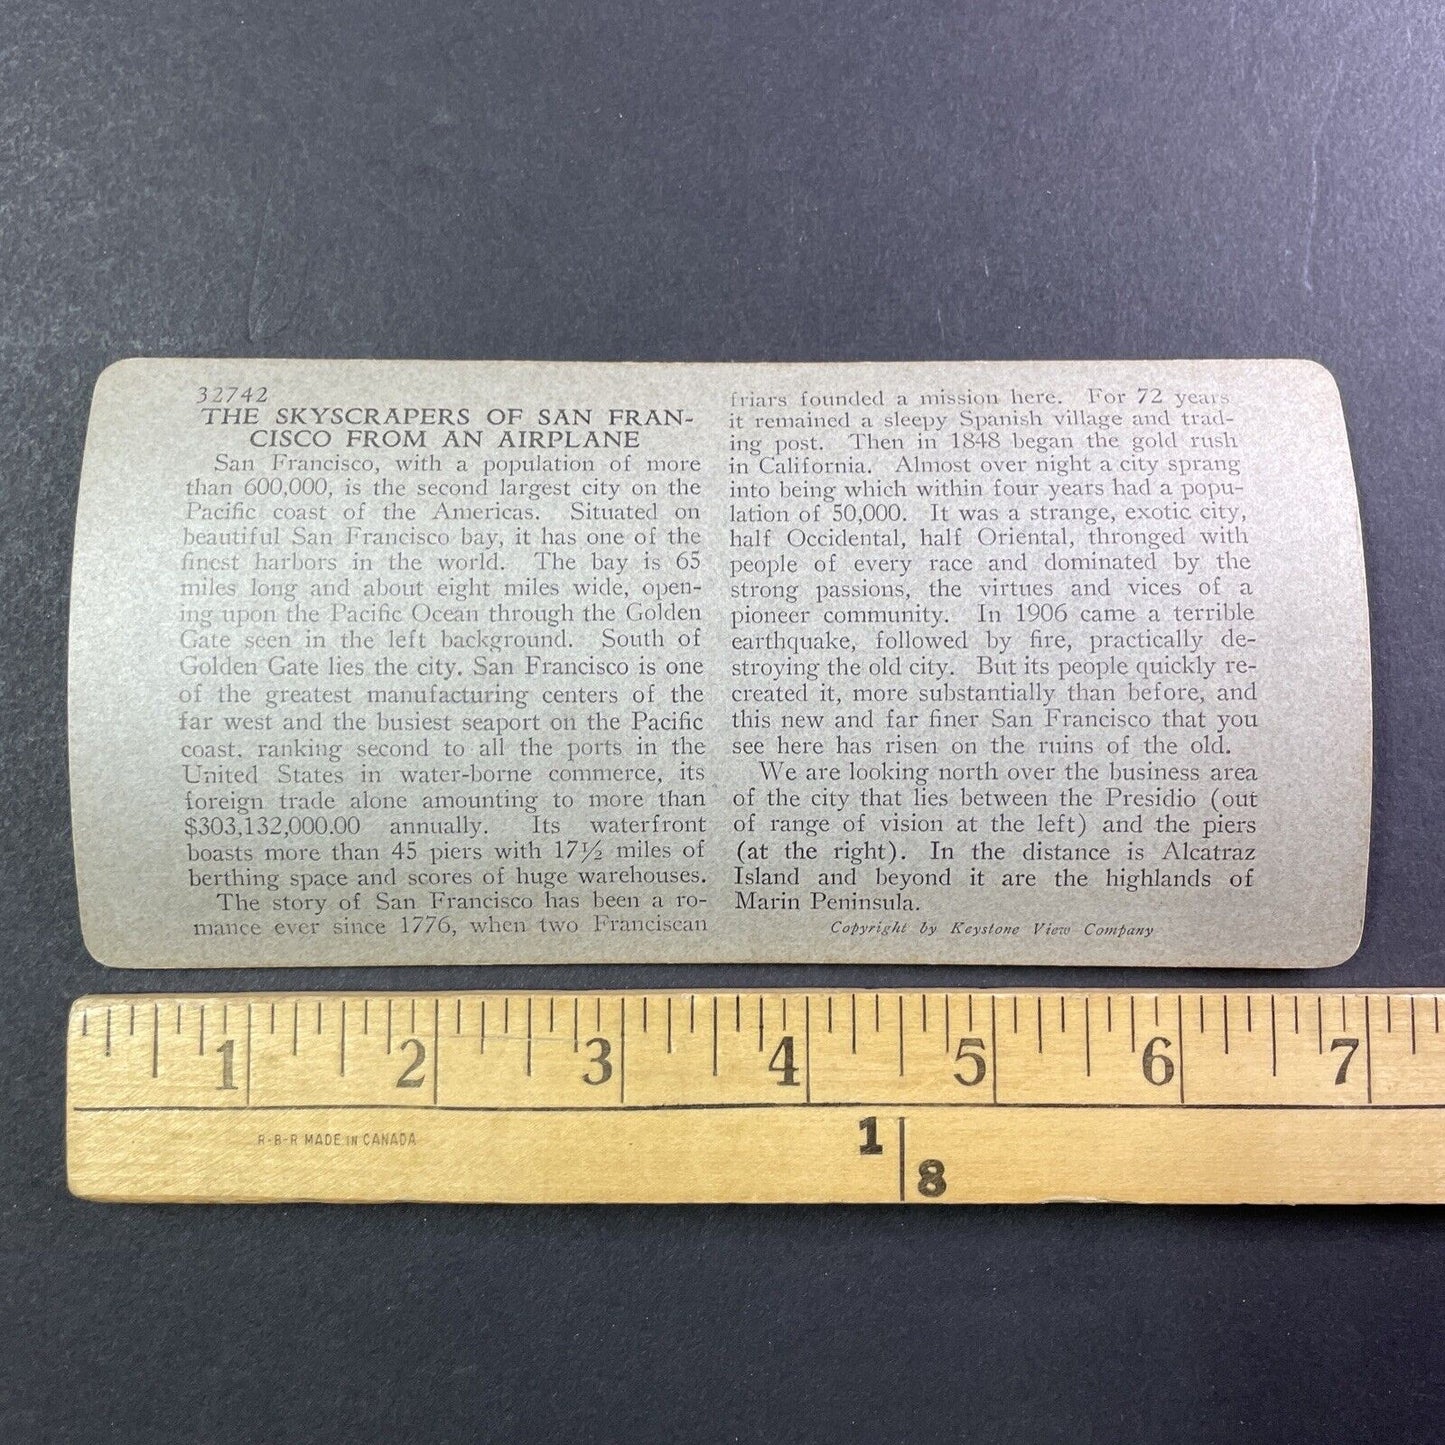 32742
THE SKYSCRAPERS OF SAN FRAN-
CISCO FROM AN AIRPLANE
San Francisco, with a population of more
than 600,000, is the second largest city on the
Pacific coast of the Americas. Situated on
beautiful San Francisco bay, it has one of the
finest harbors in the world. The bay is 65
miles long and about eight miles wide, open-
ing upon the Pacific Ocean through the Golden
Gate seen in the left background. South of
Golden Gate lies the city. San Francisco is one
of the greatest manufacturing centers of the
far west and the busiest seaport on the Pacific
coast, ranking second to all the ports in the
United States in water-borne commerce, its
foreign trade alone amounting to more than
$303,132,000.00 annually. Its waterfront
boasts more than 45 piers with 17½ miles of
berthing space and scores of huge warehouses.
The story of San Francisco has been a ro-
mance ever since 1776, when two Franciscan
friars founded a mission here. For 72 years
it remained a sleepy Spanish village and trad-
ing post. Then in 1848 began the gold rush
in California. Almost over night a city sprang
into being which within four years had a popu-
lation of 50,000. It was a strange, exotic city,
half Occidental, half Oriental, thronged with
people of every race and dominated by the
strong passions, the virtues and vices of a
pioneer community. In 1906 came a terrible
earthquake, followed by fire, practically de-
stroying the old city. But its people quickly re-
created it, more substantially than before, and
this new and far finer San Francisco that you
see here has risen on the ruins of the old.
We are looking north over the business area
of the city that lies between the Presidio (out
of range of vision at the left) and the piers
(at the right). In the distance is Alcatraz
Island and beyond it are the highlands of
Marin Peninsula.
Copyright by Keystone View Company
1 2 3 4 5 6 7
R-B-R MADE IN CANADA
1 8